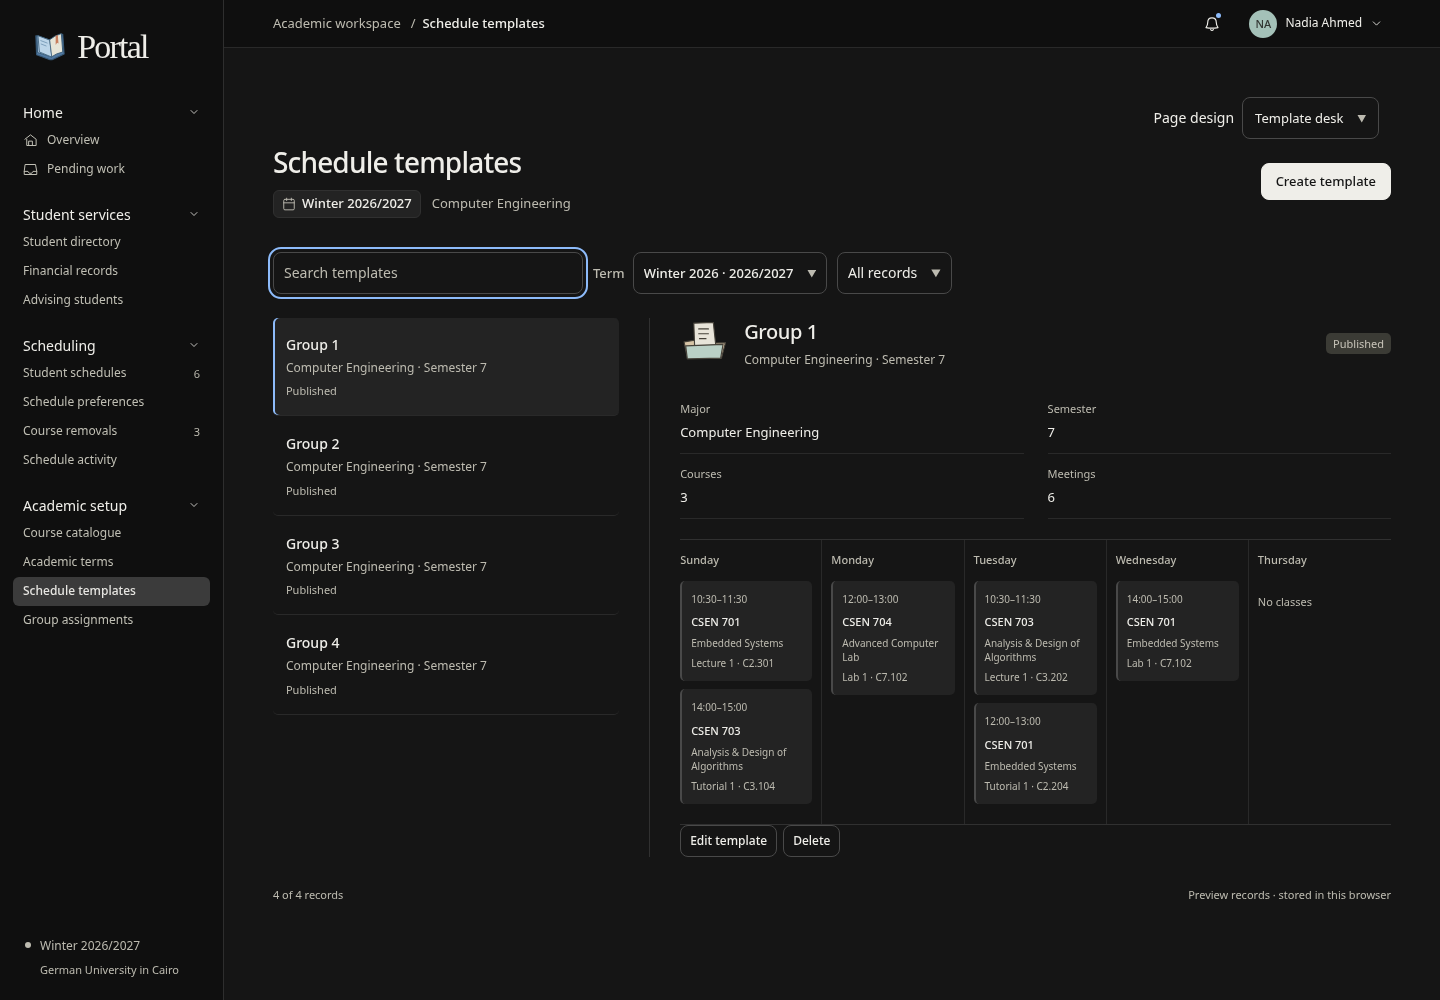 Portal
Home
Overview
Pending work
Student services
Student directory
Financial records
Advising students
Scheduling
Student schedules 6
Schedule preferences
Course removals 3
Schedule activity
Academic setup
Course catalogue
Academic terms
Schedule templates
Group assignments
Winter 2026/2027
German University in Cairo
Academic workspace / Schedule templates
NA Nadia Ahmed
Page design Template desk
Schedule templates
Create template
Winter 2026/2027 Computer Engineering
Search templates Term Winter 2026 · 2026/2027 All records
Group 1
Computer Engineering · Semester 7
Published
Group 2
Computer Engineering · Semester 7
Published
Group 3
Computer Engineering · Semester 7
Published
Group 4
Computer Engineering · Semester 7
Published
Group 1
Computer Engineering · Semester 7
Published
Major
Computer Engineering
Semester
7
Courses
3
Meetings
6
Sunday
10:30–11:30
CSEN 701
Embedded Systems
Lecture 1 · C2.301
14:00–15:00
CSEN 703
Analysis & Design of
Algorithms
Tutorial 1 · C3.104
Monday
12:00–13:00
CSEN 704
Advanced Computer
Lab
Lab 1 · C7.102
Tuesday
10:30–11:30
CSEN 703
Analysis & Design of
Algorithms
Lecture 1 · C3.202
12:00–13:00
CSEN 701
Embedded Systems
Tutorial 1 · C2.204
Wednesday
14:00–15:00
CSEN 701
Embedded Systems
Lab 1 · C7.102
Thursday
No classes
Edit template Delete
4 of 4 records
Preview records · stored in this browser